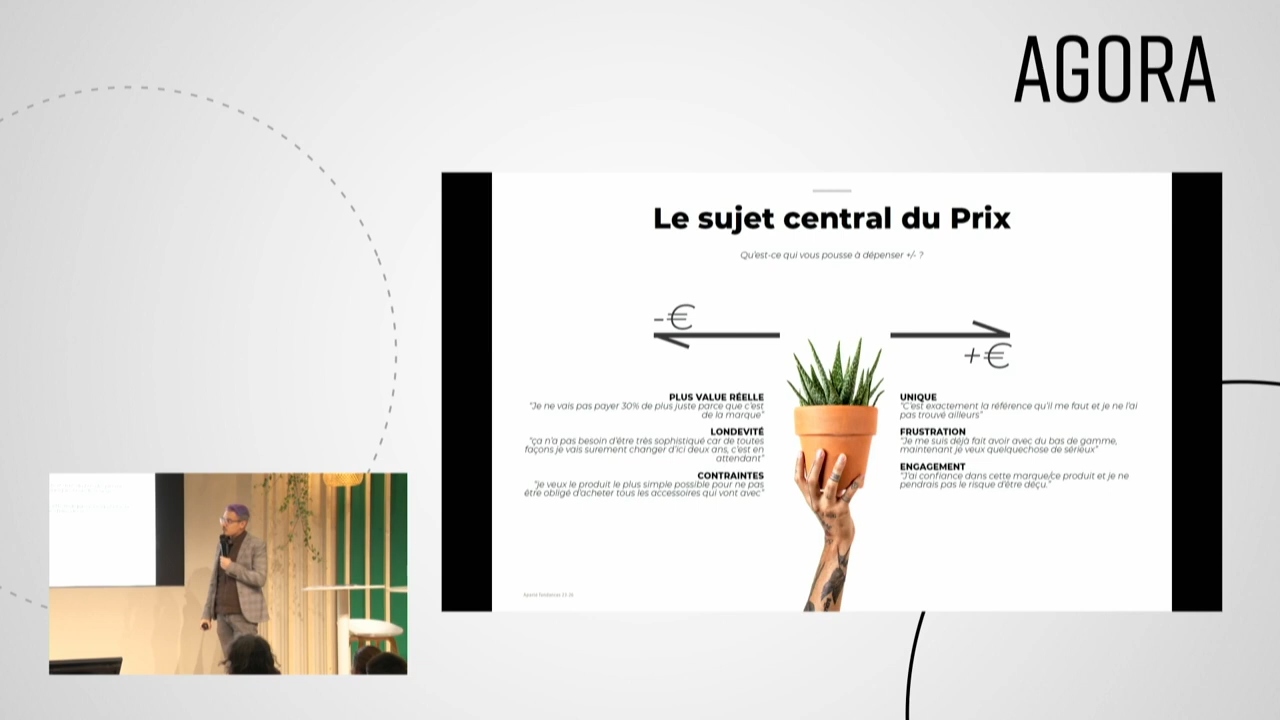 AGORA
Le sujet central du Prix
Qu'est-ce qui vous pousse à dépenser +/- ?
-€
+€
PLUS VALUE RÉELLE
"Je ne vais pas payer 30% de plus juste parce que c'est
de la marque"
LONDEVITÉ
"ça n'a pas besoin d'être très sophistiqué car de toutes
façons je vais surement changer d'ici deux ans, c'est en
attendant"
CONTRAINTES
"je veux le produit le plus simple possible pour ne pas
être obligé d'acheter tous les accessoires qui vont avec"
UNIQUE
"C'est exactement la référence qu'il me faut et je ne l'ai
pas trouvé ailleurs"
FRUSTRATION
"Je me suis déjà fait avoir avec du bas de gamme,
maintenant je veux quelquechose de sérieux"
ENGAGEMENT
"J'ai confiance dans cette marque/ce produit et je ne
pendrais pas le risque d'être déçu."